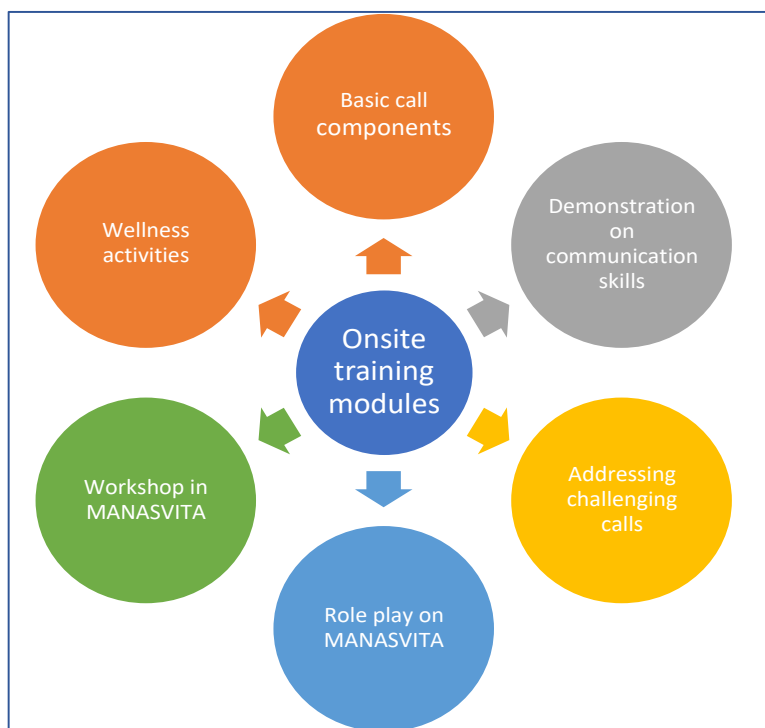 Basic call
components
Demonstration
on
communication
skills
Addressing
challenging
calls
Role play on
MANASVITA
Workshop in
MANASVITA
Wellness
activities
Onsite
training
modules